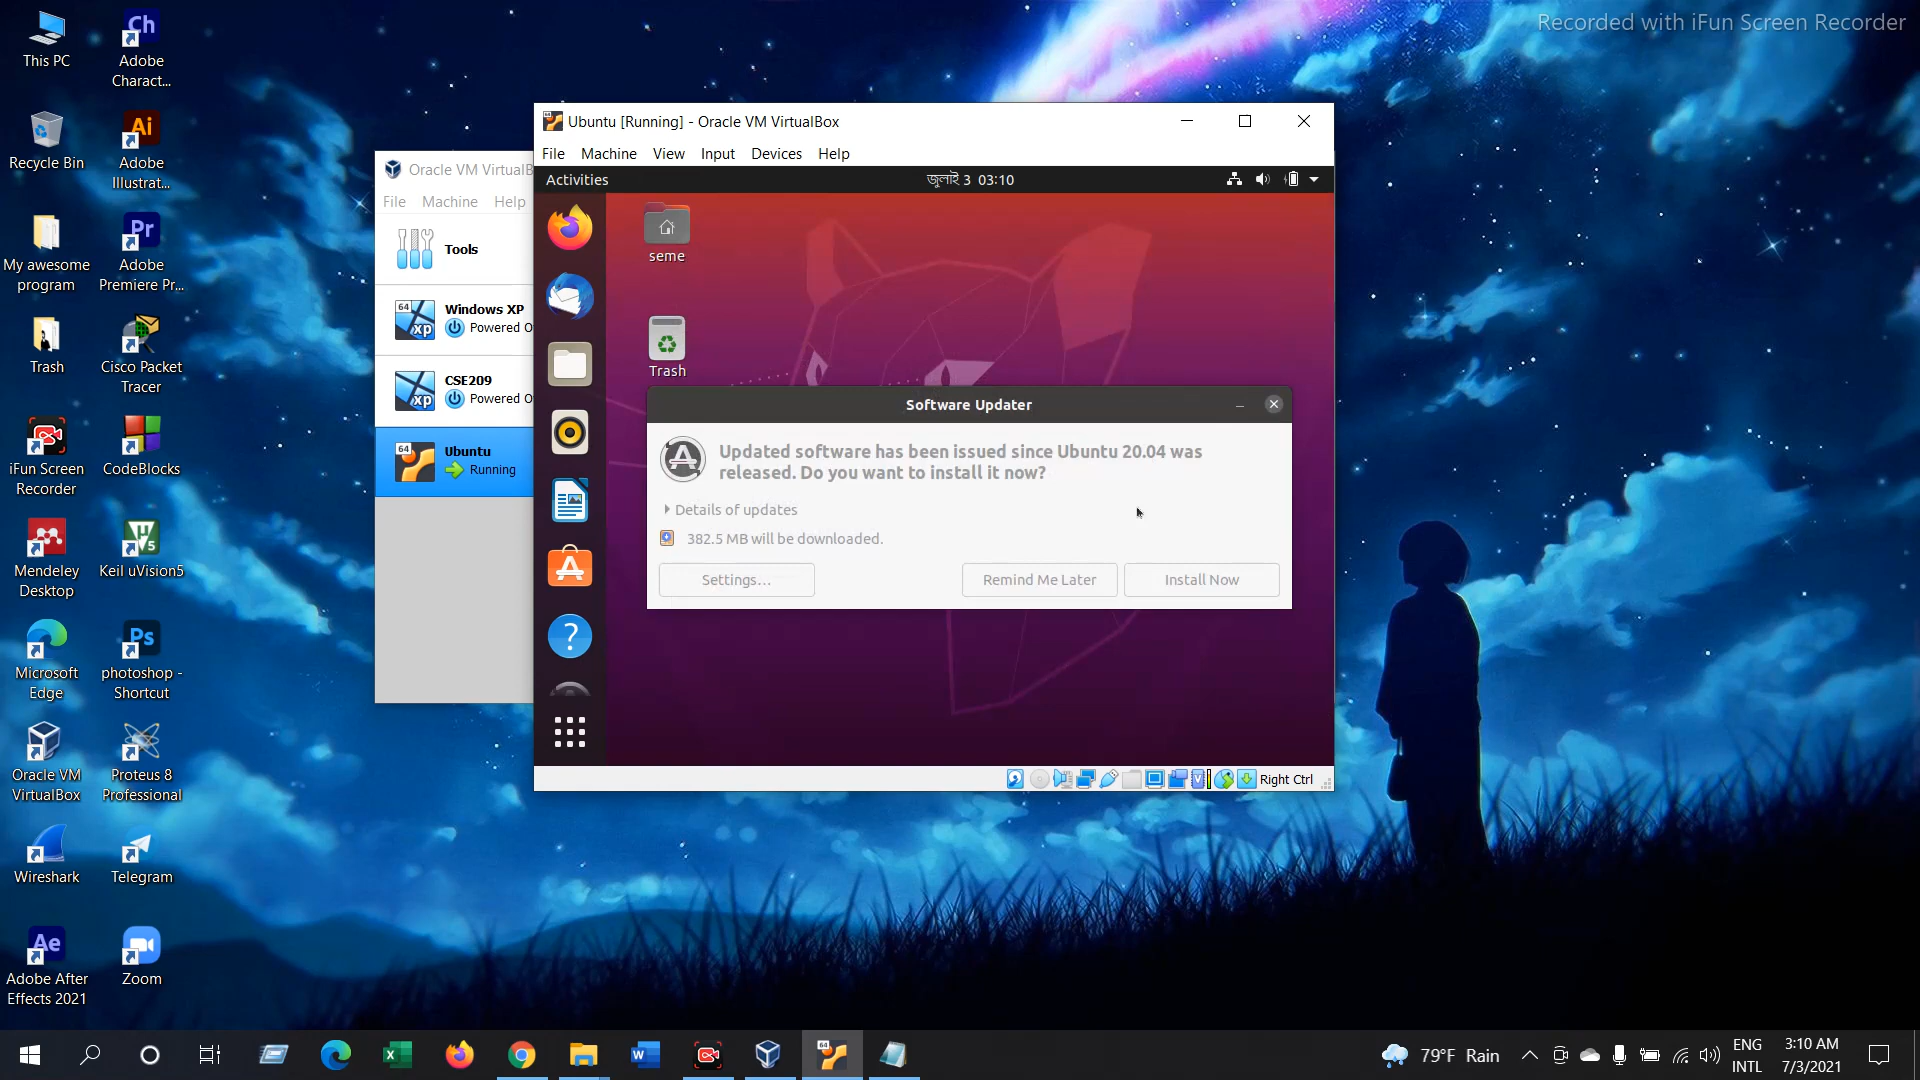 Recorded with iFun Screen Recorder
This PC
Adobe
Charact...
Recycle Bin
Adobe
Illustrat...
My awesome
program
Adobe
Premiere Pr...
Trash
Cisco Packet
Tracer
iFun Screen
Recorder
CodeBlocks
Mendeley
Desktop
Keil uVision5
Microsoft
Edge
photoshop -
Shortcut
Oracle VM
VirtualBox
Proteus 8
Professional
Wireshark
Telegram
Adobe After
Effects 2021
Zoom
Oracle VM VirtualB
File Machine Help
Tools
64
Windows XP
Powered O
64
CSE209
Powered O
64
Ubuntu
Running
Ubuntu [Running] - Oracle VM VirtualBox
File Machine View Input Devices Help
Activities
জুলাই 3 03:10
seme
Trash
Software Updater
Updated software has been issued since Ubuntu 20.04 was
released. Do you want to install it now?
Details of updates
382.5 MB will be downloaded.
Settings...
Remind Me Later
Install Now
Right Ctrl
79°F Rain
ENG
INTL
3:10 AM
7/3/2021